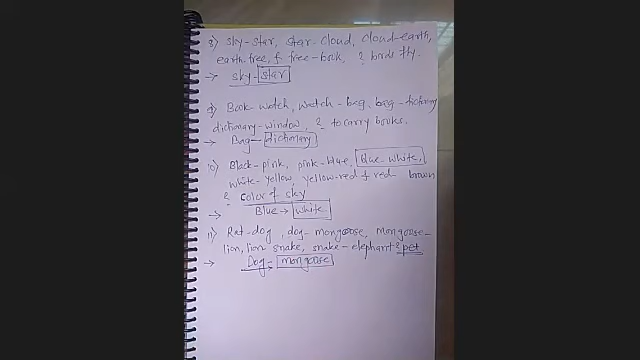 8) Sky-star, star-cloud, cloud-earth,
earth-tree, & tree-book, ? birds fly.
→ sky-star
9) Book-watch, watch-bag, bag-dictionary
dictionary-window, ? to carry books.
→ Bag- dictionary
10) Black-pink, pink-blue, Blue-white,
white-yellow, yellow-red & red- brown
? color of sky
→ Blue → white
11) Rat-dog, dog-mongoose, mongoose-
lion, lion snake, snake-elephant ? pet
→ Dog- mongoose